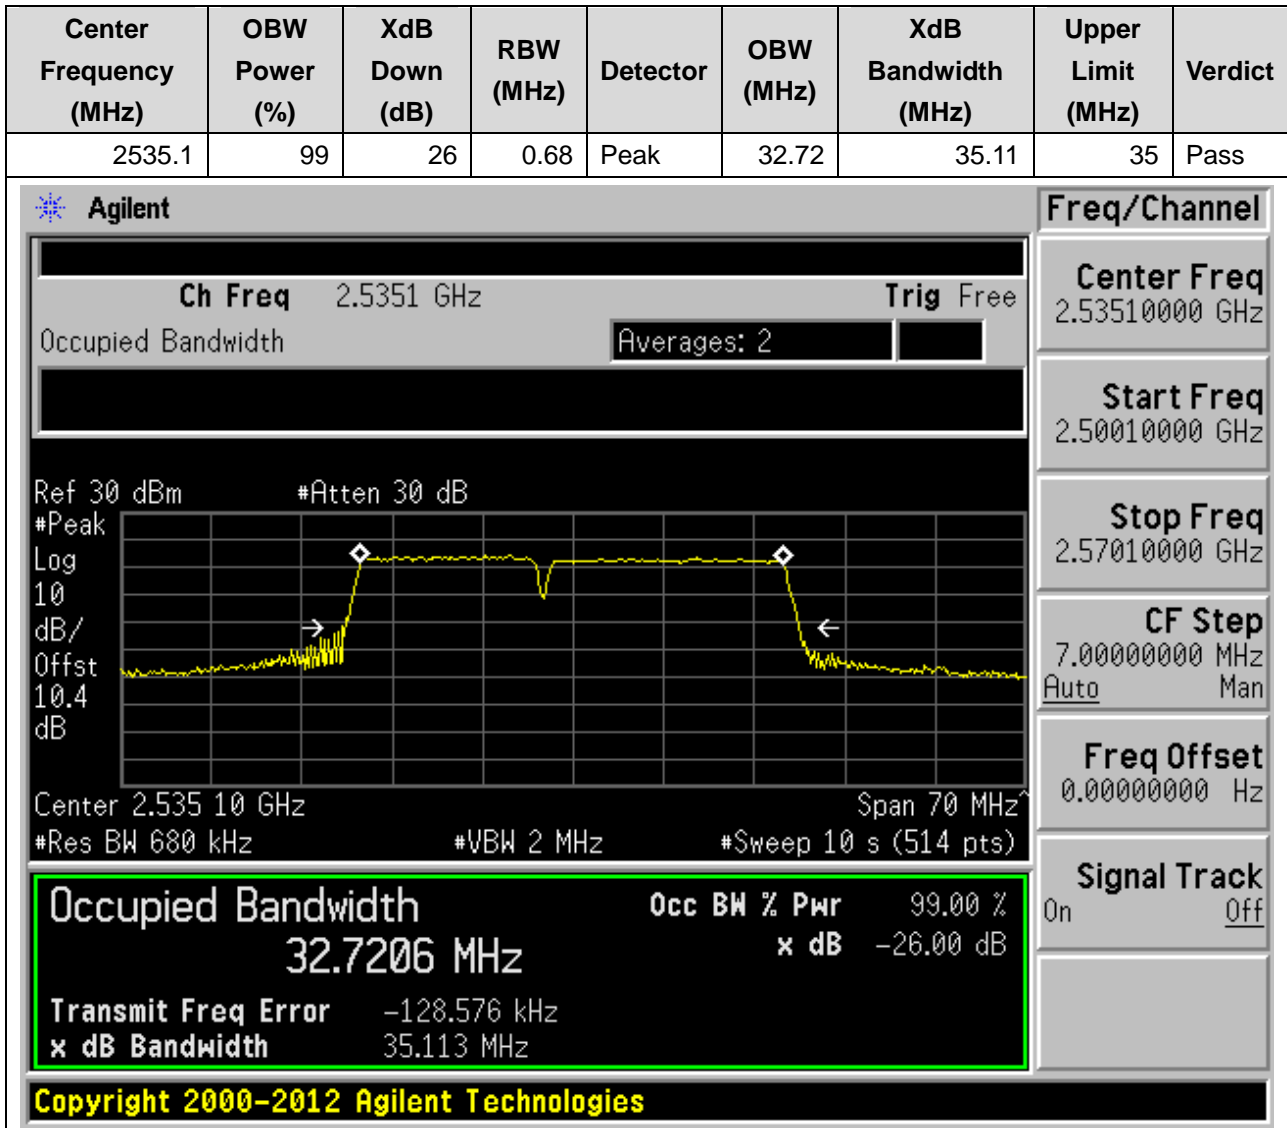 Center Frequency (MHz) OBW Power (%) XdB Down (dB) RBW (MHz) Detector OBW (MHz) XdB Bandwidth (MHz) Upper Limit (MHz) Verdict
2535.1 99 26 0.68 Peak 32.72 35.11 35 Pass
Agilent
Freq/Channel
Ch Freq 2.5351 GHz Trig Free
Occupied Bandwidth Averages: 2
Center Freq
2.53510000 GHz
Start Freq
2.50010000 GHz
Stop Freq
2.57010000 GHz
CF Step
7.00000000 MHz
Auto Man
Freq Offset
0.00000000 Hz
Signal Track
On Off
Ref 30 dBm #Atten 30 dB
#Peak
Log
10
dB/
Offst
10.4
dB
Center 2.535 10 GHz Span 70 MHz^
#Res BW 680 kHz #VBW 2 MHz #Sweep 10 s (514 pts)
Occupied Bandwidth Occ BW % Pwr 99.00 %
32.7206 MHz x dB -26.00 dB
Transmit Freq Error -128.576 kHz
x dB Bandwidth 35.113 MHz
Copyright 2000-2012 Agilent Technologies